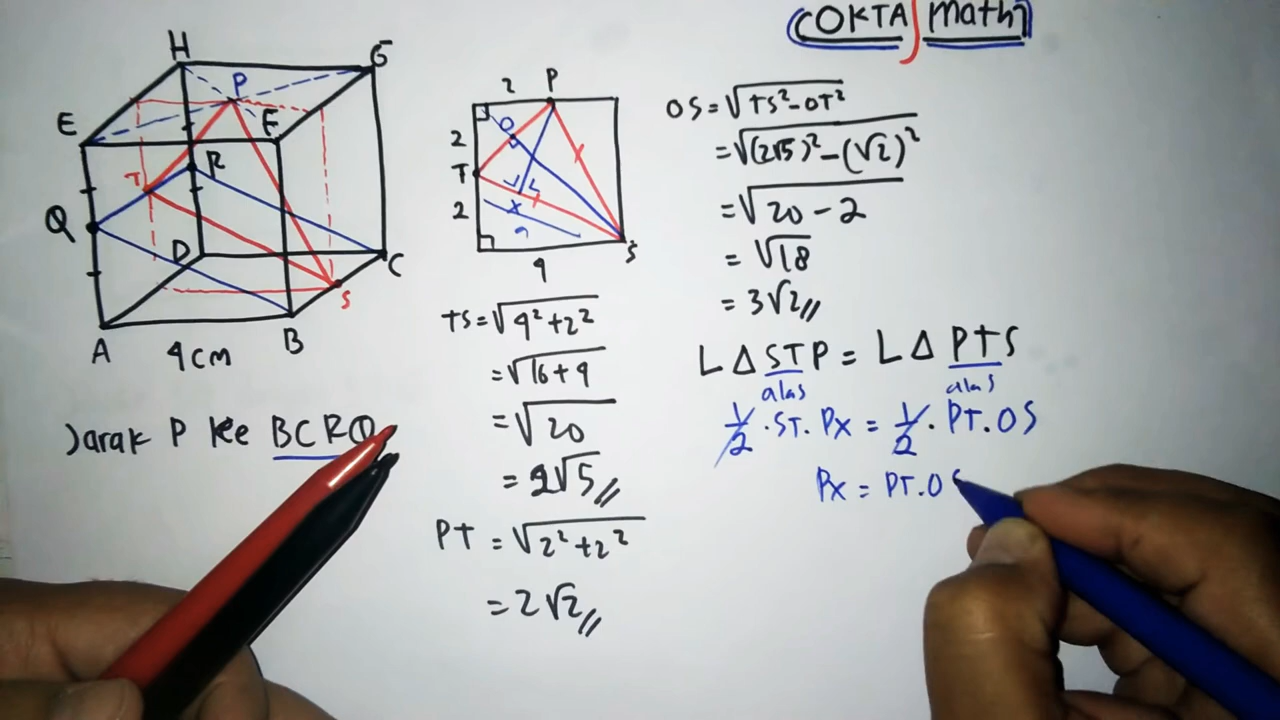 COKTA math
H
G
P
E
F
R
T
Q
D
C
S
A
B
4cm
2
P
2
O
T
2
x
S
4
OS = √TS² - OT²
= √(2√5)² - (√2)²
= √20 - 2
= √18
= 3√2//
TS = √4² + 2²
= √16 + 4
= √20
= 2√5//
PT = √2² + 2²
= 2√2//
Jarak P ke BCRQ
L Δ STP = L Δ PTS
alas alas
1/2 . ST. Px = 1/2 . PT. OS
Px = PT. OS